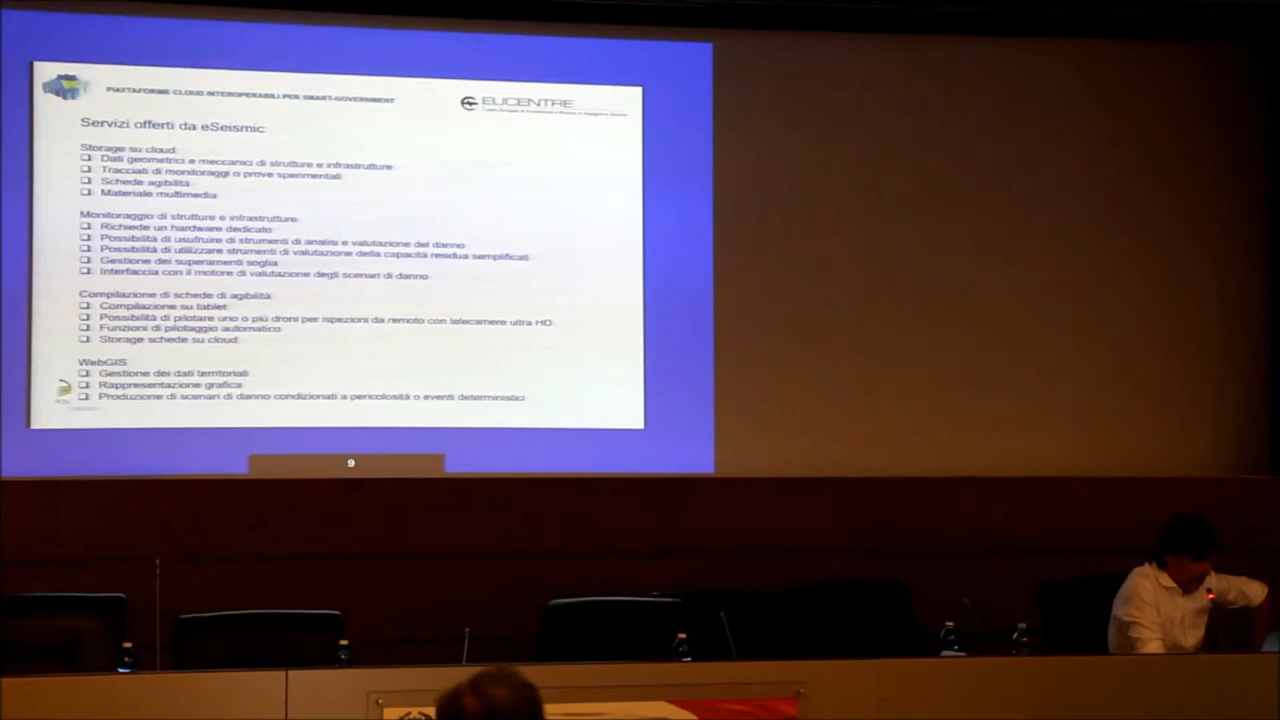 PIATTAFORME CLOUD INTEROPERABILI PER SMART-GOVERNMENT
EUCENTRE
Servizi offerti da eSeismic
Storage su cloud:
❑ Dati geometrici e meccanici di strutture e infrastrutture
❑ Tracciati di monitoraggi o prove sperimentali
❑ Schede agibilità
❑ Materiale multimedia
Monitoraggio di strutture e infrastrutture:
❑ Richiede un hardware dedicato
❑ Possibilità di usufruire di strumenti di analisi e valutazione del danno
❑ Possibilità di utilizzare strumenti di valutazione della capacità residua semplificati
❑ Gestione dei superamenti soglia
❑ Interfaccia con il motore di valutazione degli scenari di danno
Compilazione di schede di agibilità:
❑ Compilazione su tablet
❑ Possibilità di pilotare uno o più droni per ispezioni da remoto con telecamere ultra HD
❑ Funzioni di pilotaggio automatico
❑ Storage schede su cloud
WebGIS:
❑ Gestione dei dati territoriali
❑ Rappresentazione grafica
❑ Produzione di scenari di danno condizionati a pericolosità o eventi deterministici
9